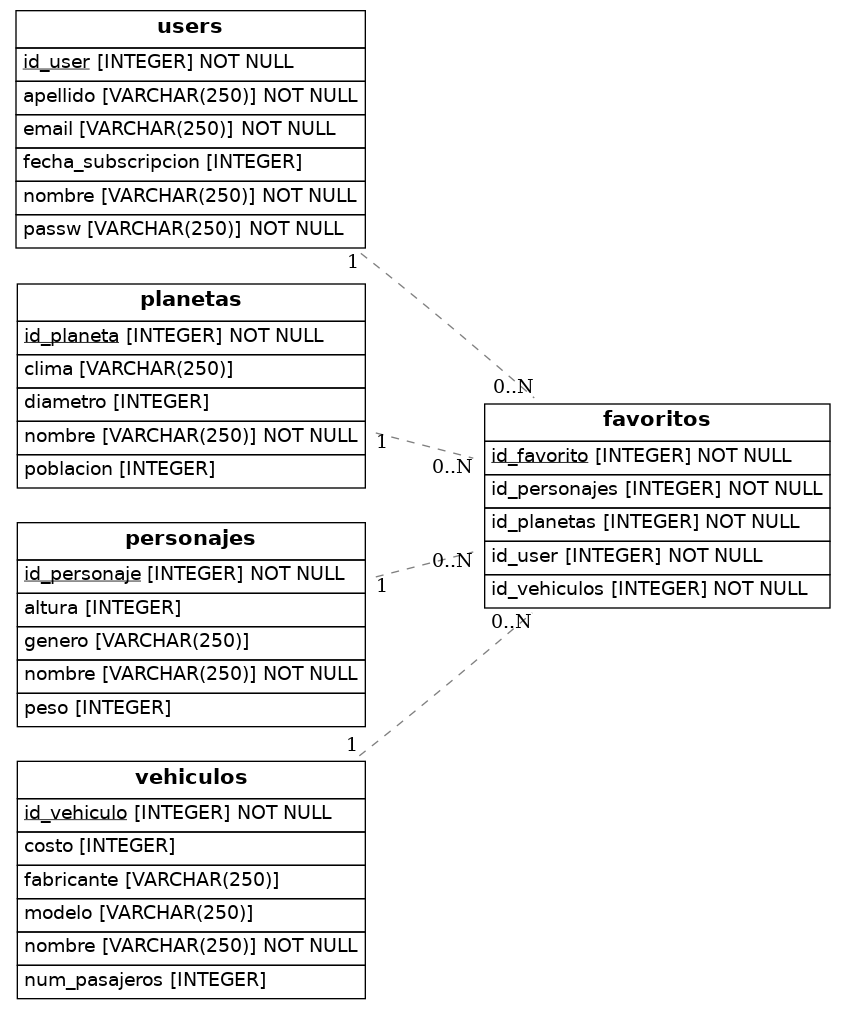 users
id_user [INTEGER] NOT NULL
apellido [VARCHAR(250)] NOT NULL
email [VARCHAR(250)] NOT NULL
fecha_subscripcion [INTEGER]
nombre [VARCHAR(250)] NOT NULL
passw [VARCHAR(250)] NOT NULL
1
planetas
id_planeta [INTEGER] NOT NULL
clima [VARCHAR(250)]
diametro [INTEGER]
nombre [VARCHAR(250)] NOT NULL
poblacion [INTEGER]
1
personajes
id_personaje [INTEGER] NOT NULL
altura [INTEGER]
genero [VARCHAR(250)]
nombre [VARCHAR(250)] NOT NULL
peso [INTEGER]
1
vehiculos
id_vehiculo [INTEGER] NOT NULL
costo [INTEGER]
fabricante [VARCHAR(250)]
modelo [VARCHAR(250)]
nombre [VARCHAR(250)] NOT NULL
num_pasajeros [INTEGER]
1
0..N
0..N
0..N
0..N
favoritos
id_favorito [INTEGER] NOT NULL
id_personajes [INTEGER] NOT NULL
id_planetas [INTEGER] NOT NULL
id_user [INTEGER] NOT NULL
id_vehiculos [INTEGER] NOT NULL